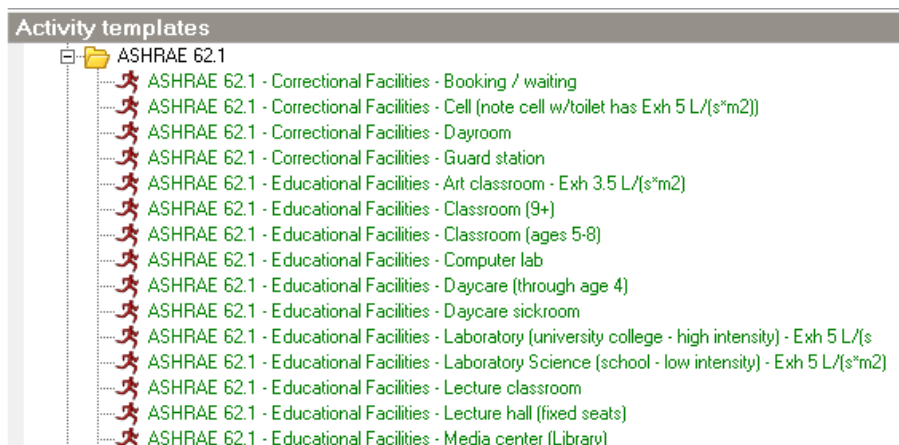 Activity templates
ASHRAE 62.1
ASHRAE 62.1 - Correctional Facilities - Booking / waiting
ASHRAE 62.1 - Correctional Facilities - Cell (note cell w/toilet has Exh 5 L/(s*m2))
ASHRAE 62.1 - Correctional Facilities - Dayroom
ASHRAE 62.1 - Correctional Facilities - Guard station
ASHRAE 62.1 - Educational Facilities - Art classroom - Exh 3.5 L/(s*m2)
ASHRAE 62.1 - Educational Facilities - Classroom (9+)
ASHRAE 62.1 - Educational Facilities - Classroom (ages 5-8)
ASHRAE 62.1 - Educational Facilities - Computer lab
ASHRAE 62.1 - Educational Facilities - Daycare (through age 4)
ASHRAE 62.1 - Educational Facilities - Daycare sickroom
ASHRAE 62.1 - Educational Facilities - Laboratory (university college - high intensity) - Exh 5 L/(s
ASHRAE 62.1 - Educational Facilities - Laboratory Science (school - low intensity) - Exh 5 L/(s*m2)
ASHRAE 62.1 - Educational Facilities - Lecture classroom
ASHRAE 62.1 - Educational Facilities - Lecture hall (fixed seats)
ASHRAE 62.1 - Educational Facilities - Media center (Library)